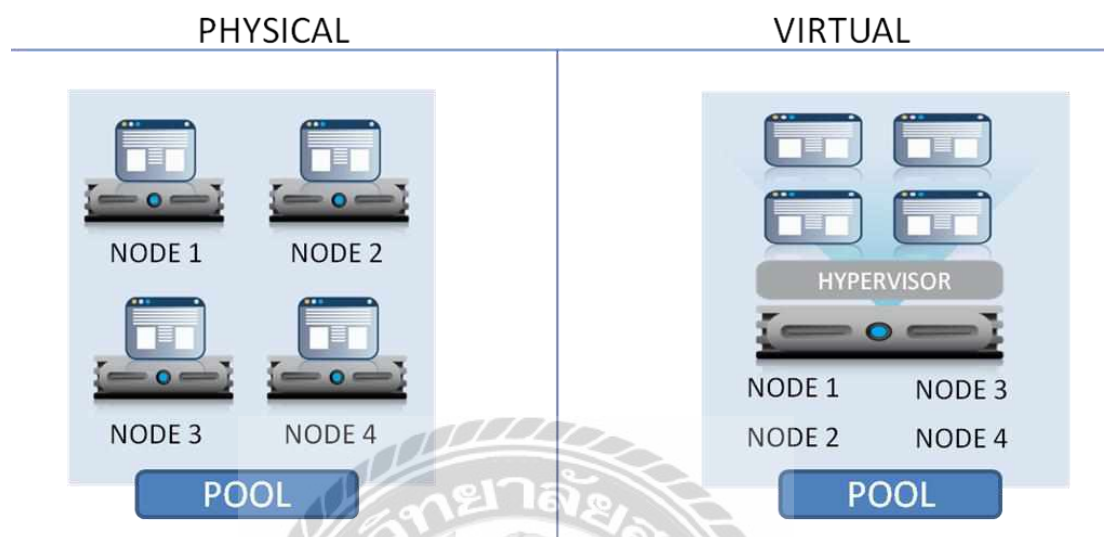 PHYSICAL
VIRTUAL
NODE 1
NODE 2
NODE 3
NODE 4
POOL
HYPERVISOR
NODE 1
NODE 3
NODE 2
NODE 4
POOL